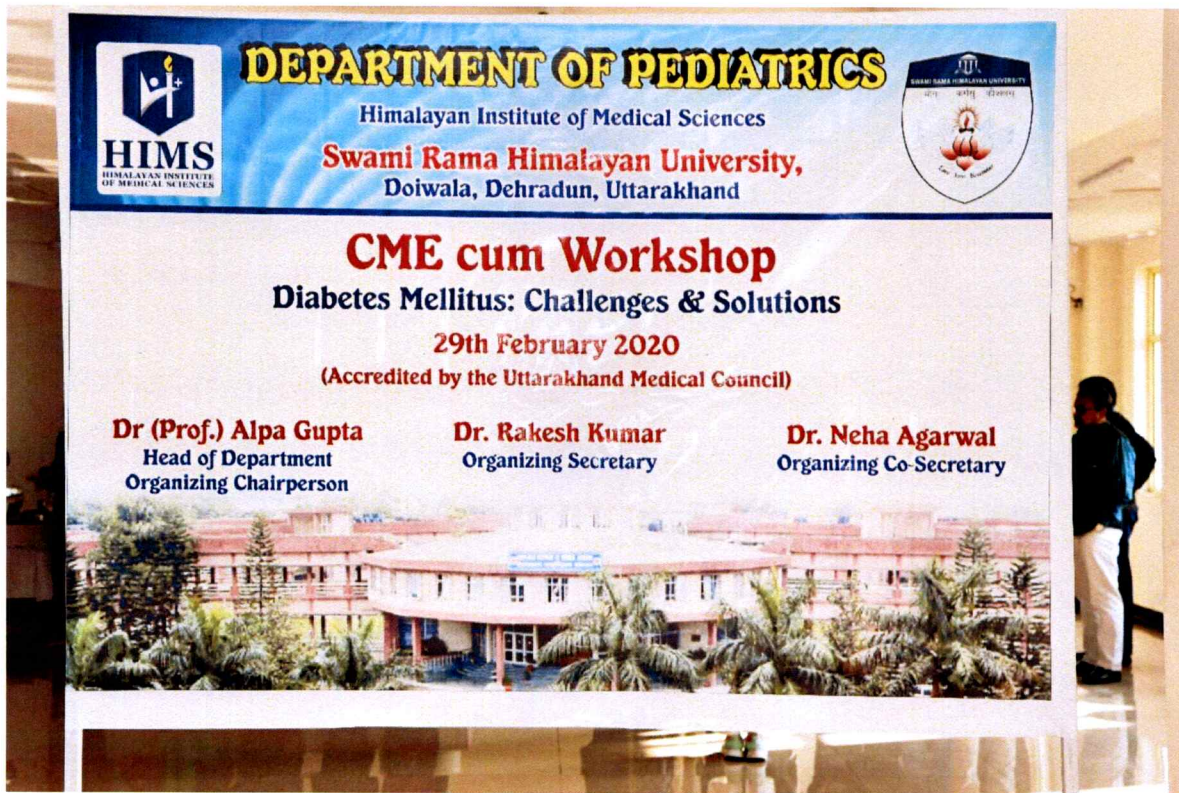 DEPARTMENT OF PEDIATRICS
Himalayan Institute of Medical Sciences
Swami Rama Himalayan University,
Doiwala, Dehradun, Uttarakhand
HIMS
HIMALAYAN INSTITUTE
OF MEDICAL SCIENCES
SWAMI RAMA HIMALAYAN UNIVERSITY
CME cum Workshop
Diabetes Mellitus: Challenges & Solutions
29th February 2020
(Accredited by the Uttarakhand Medical Council)
Dr (Prof.) Alpa Gupta
Head of Department
Organizing Chairperson
Dr. Rakesh Kumar
Organizing Secretary
Dr. Neha Agarwal
Organizing Co-Secretary